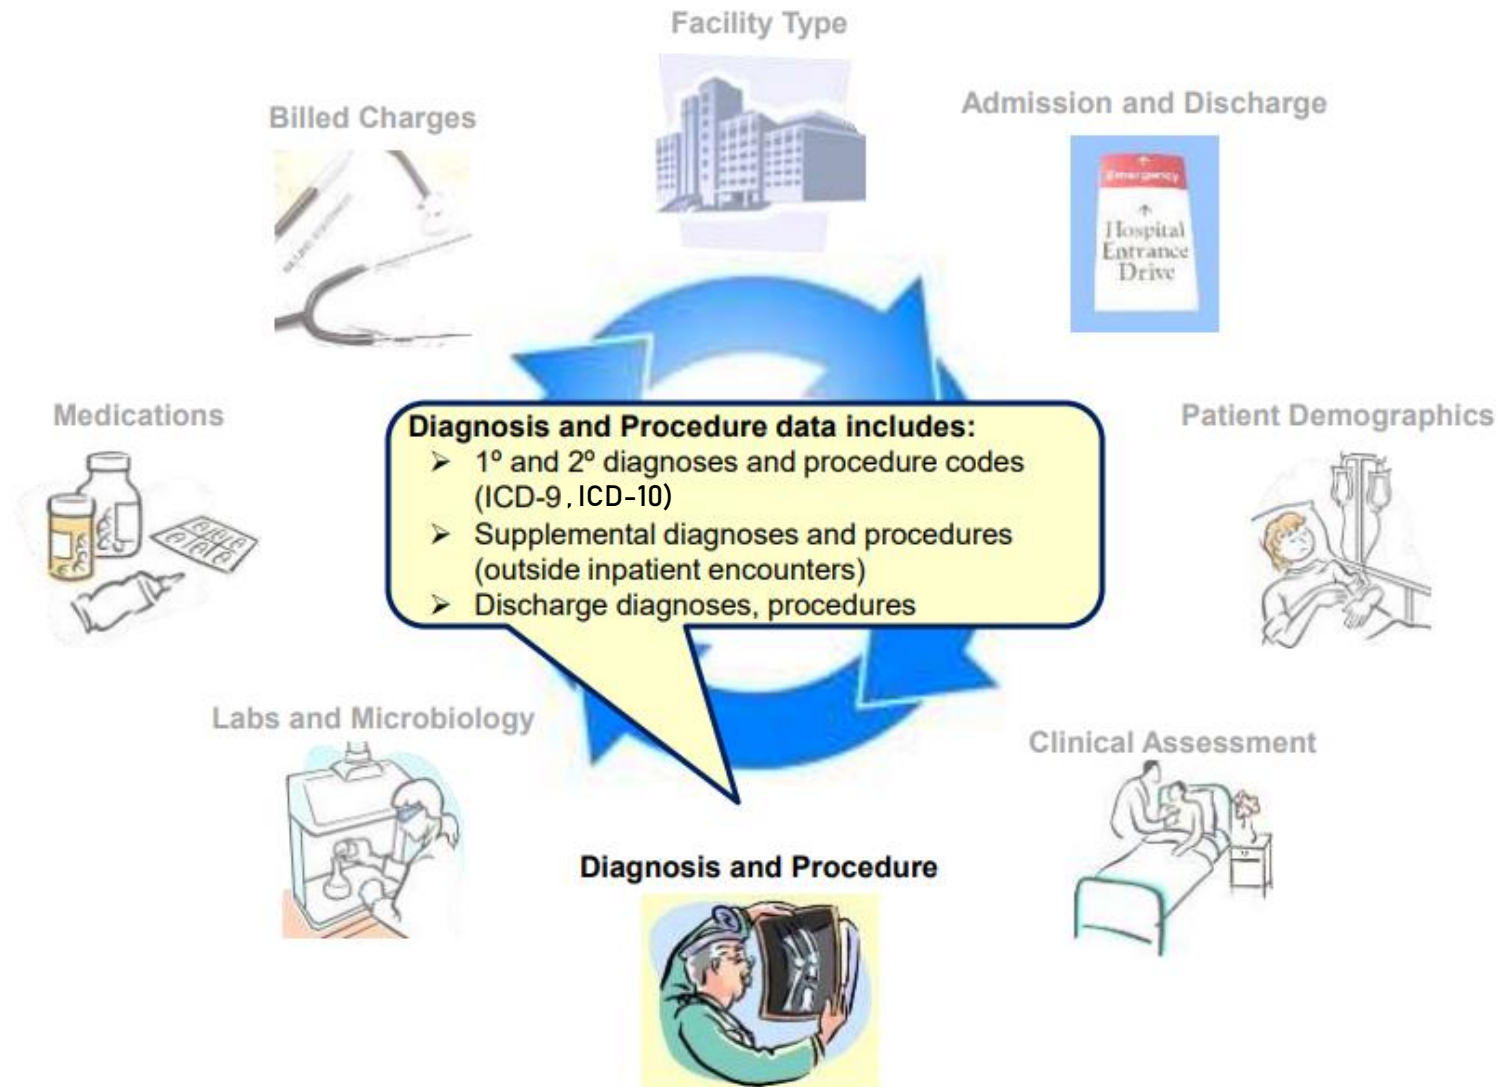 Facility Type
Billed Charges
Admission and Discharge
Emergency
Hospital
Entrance
Drive
Medications
Patient Demographics
Diagnosis and Procedure data includes:
➢ 1º and 2º diagnoses and procedure codes
(ICD-9, ICD-10)
➢ Supplemental diagnoses and procedures
(outside inpatient encounters)
➢ Discharge diagnoses, procedures
Labs and Microbiology
Clinical Assessment
Diagnosis and Procedure